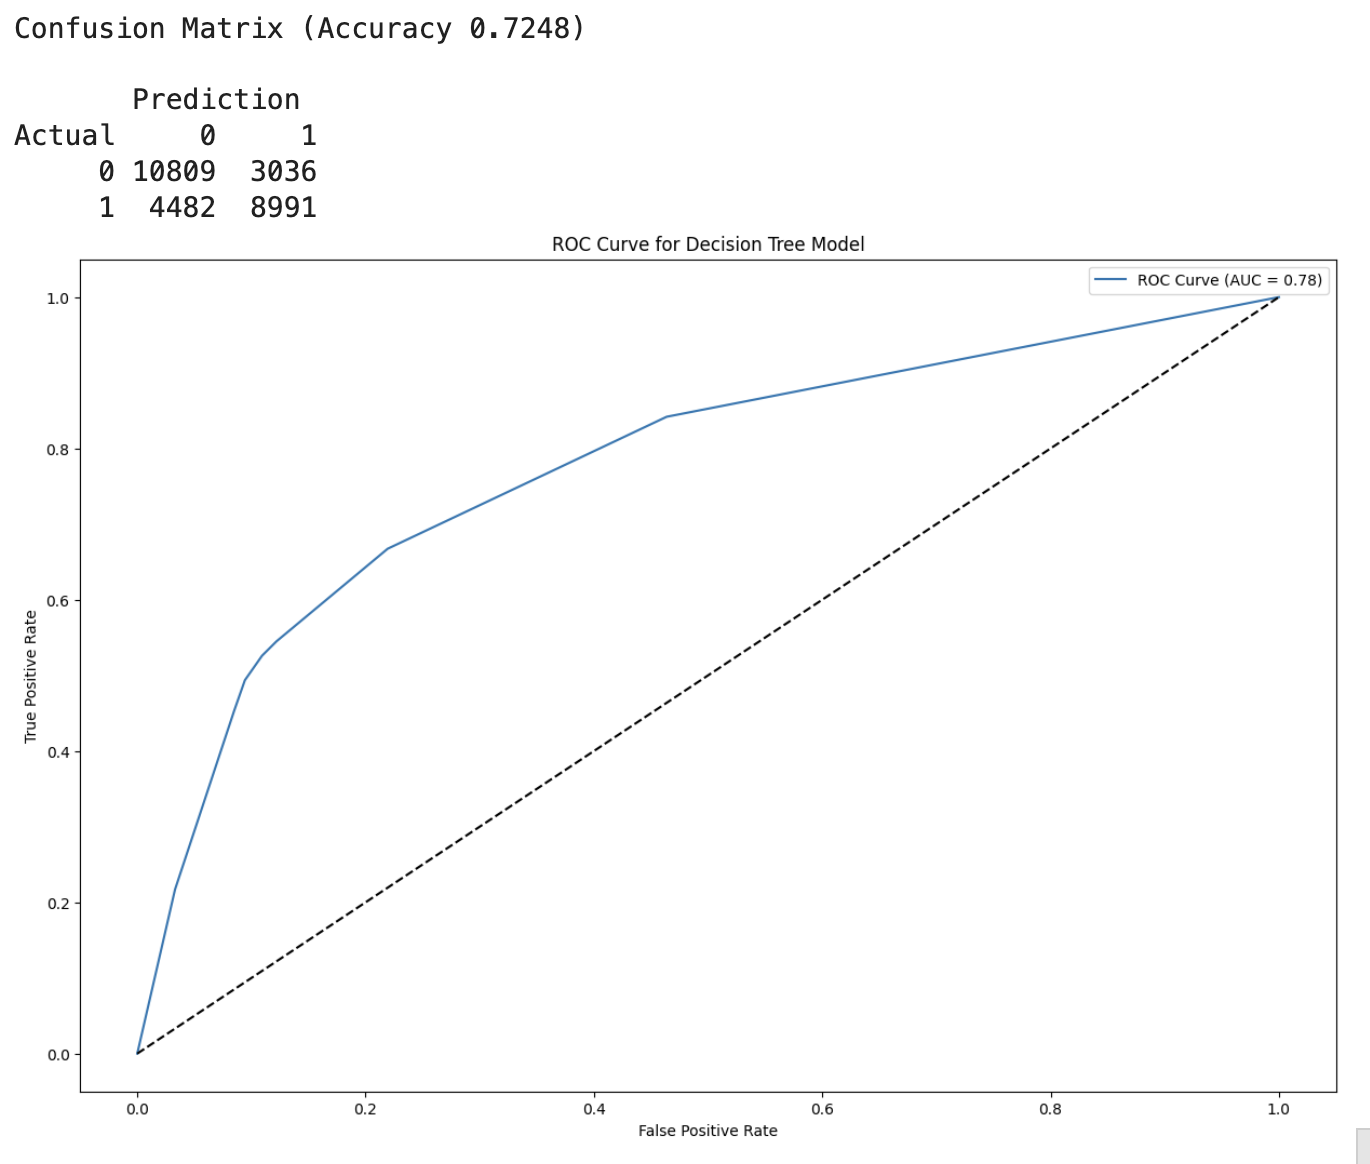 Confusion Matrix (Accuracy 0.7248)
Prediction
Actual 0 1
0 10809 3036
1 4482 8991
ROC Curve for Decision Tree Model
ROC Curve (AUC = 0.78)
1.0
0.8
0.6
0.4
0.2
0.0
True Positive Rate
0.0 0.2 0.4 0.6 0.8 1.0
False Positive Rate